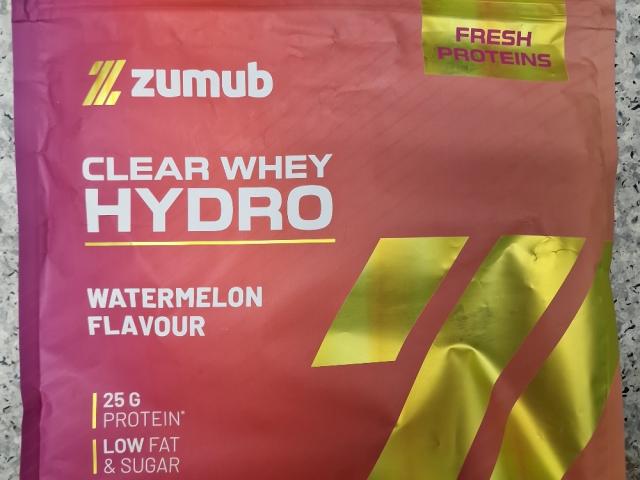 FRESH
PROTEINS
zumub
CLEAR WHEY
HYDRO
WATERMELON
FLAVOUR
25 G
PROTEIN*
LOW FAT
& SUGAR